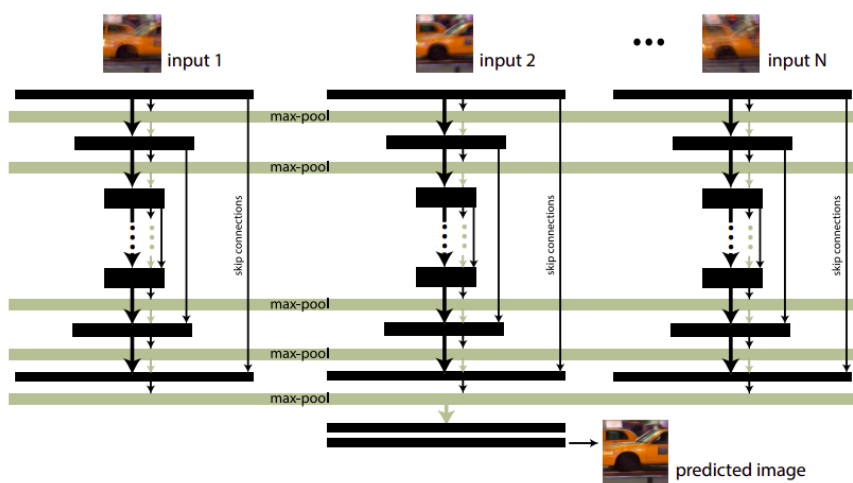 input 1
input 2
input N
max-pool
max-pool
skip connections
skip connections
skip connections
max-pool
max-pool
max-pool
predicted image